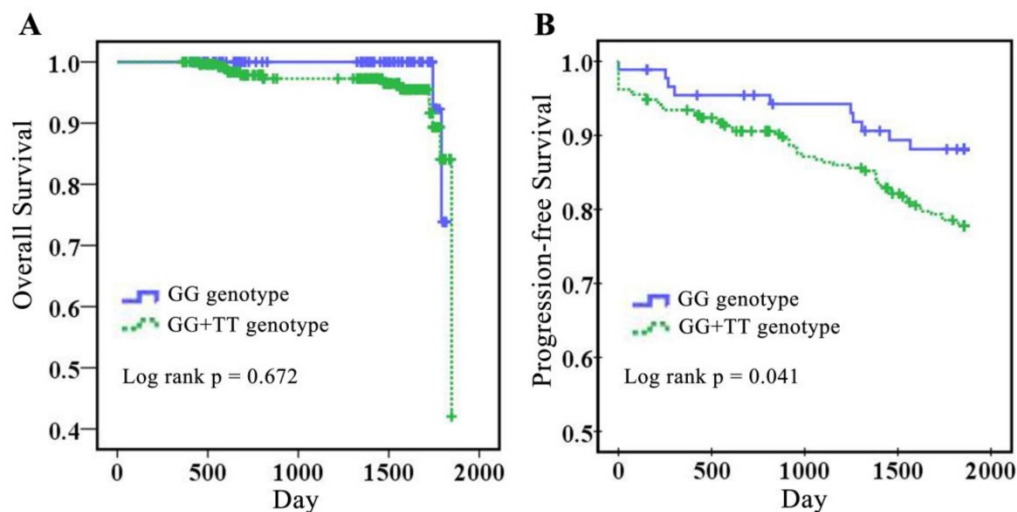 A
Overall Survival
1.0
0.9
0.8
0.7
0.6
0.5
0.4
GG genotype
GG+TT genotype
Log rank p = 0.672
0 500 1000 1500 2000
Day
B
Progression-free Survival
1.0
0.9
0.8
0.7
0.6
0.5
GG genotype
GG+TT genotype
Log rank p = 0.041
0 500 1000 1500 2000
Day